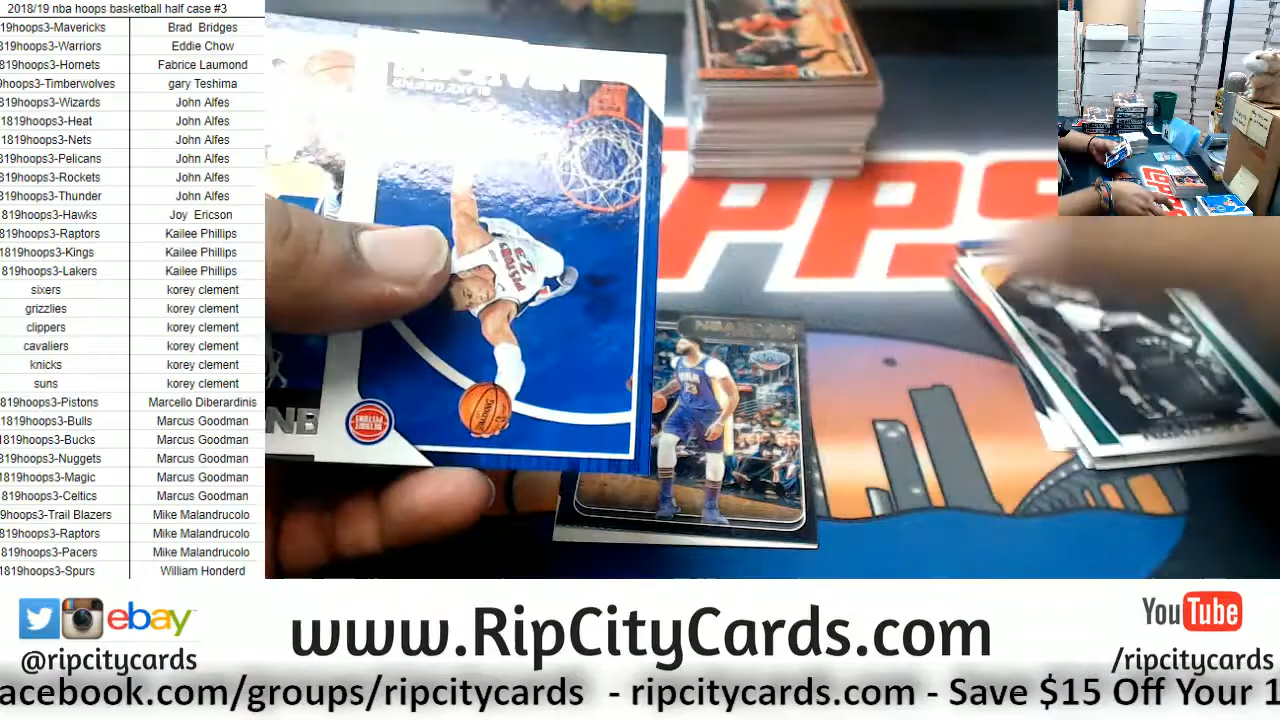 2018/19 nba hoops basketball half case #3
19hoops3-Mavericks Brad Bridges
819hoops3-Warriors Eddie Chow
819hoops3-Hornets Fabrice Laumond
9hoops3-Timberwolves gary Teshima
819hoops3-Wizards John Alfes
1819hoops3-Heat John Alfes
1819hoops3-Nets John Alfes
819hoops3-Pelicans John Alfes
819hoops3-Rockets John Alfes
819hoops3-Thunder John Alfes
819hoops3-Hawks Joy Ericson
819hoops3-Raptors Kailee Phillips
1819hoops3-Kings Kailee Phillips
819hoops3-Lakers Kailee Phillips
sixers korey clement
grizzlies korey clement
clippers korey clement
cavaliers korey clement
knicks korey clement
suns korey clement
819hoops3-Pistons Marcello Diberardinis
1819hoops3-Bulls Marcus Goodman
1819hoops3-Bucks Marcus Goodman
819hoops3-Nuggets Marcus Goodman
1819hoops3-Magic Marcus Goodman
819hoops3-Celtics Marcus Goodman
9hoops3-Trail Blazers Mike Malandrucolo
819hoops3-Raptors Mike Malandrucolo
819hoops3-Pacers Mike Malandrucolo
1819hoops3-Spurs William Honderd
PISTONS
23
ebay
@ripcitycards
www.RipCityCards.com
YouTube
/ripcitycards
acebook.com/groups/ripcitycards - ripcitycards.com - Save $15 Off Your 1